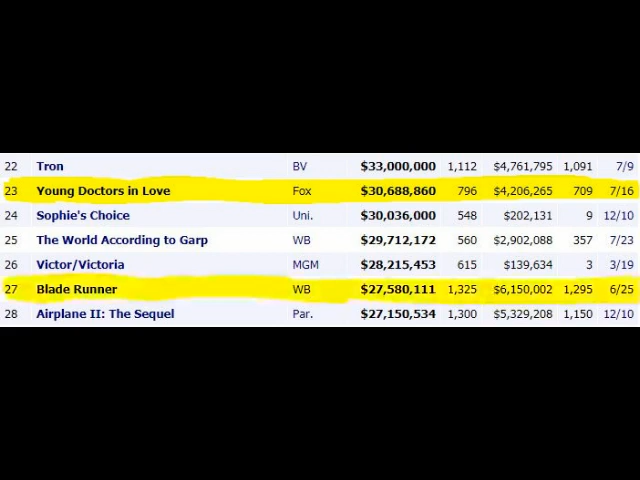 22 Tron BV $33,000,000 1,112 $4,761,795 1,091 7/9
23 Young Doctors in Love Fox $30,688,860 796 $4,206,265 709 7/16
24 Sophie's Choice Uni. $30,036,000 548 $202,131 9 12/10
25 The World According to Garp WB $29,712,172 560 $2,902,088 357 7/23
26 Victor/Victoria MGM $28,215,453 615 $139,634 3 3/19
27 Blade Runner WB $27,580,111 1,325 $6,150,002 1,295 6/25
28 Airplane II: The Sequel Par. $27,150,534 1,300 $5,329,208 1,150 12/10